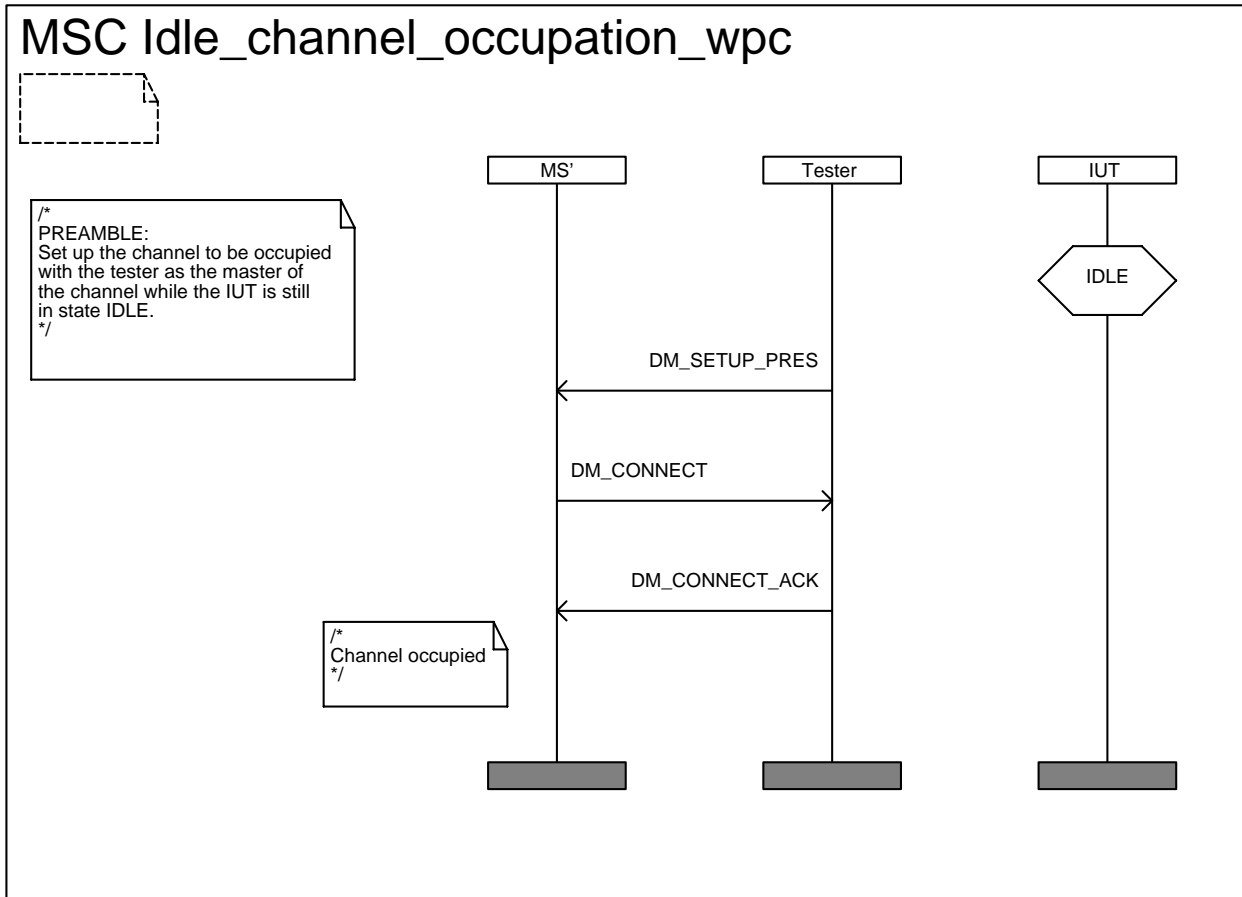 MSC Idle_channel_occupation_wpc
MS'
Tester
IUT
/*
PREAMBLE:
Set up the channel to be occupied
with the tester as the master of
the channel while the IUT is still
in state IDLE.
*/
IDLE
DM_SETUP_PRES
DM_CONNECT
DM_CONNECT_ACK
/*
Channel occupied
*/